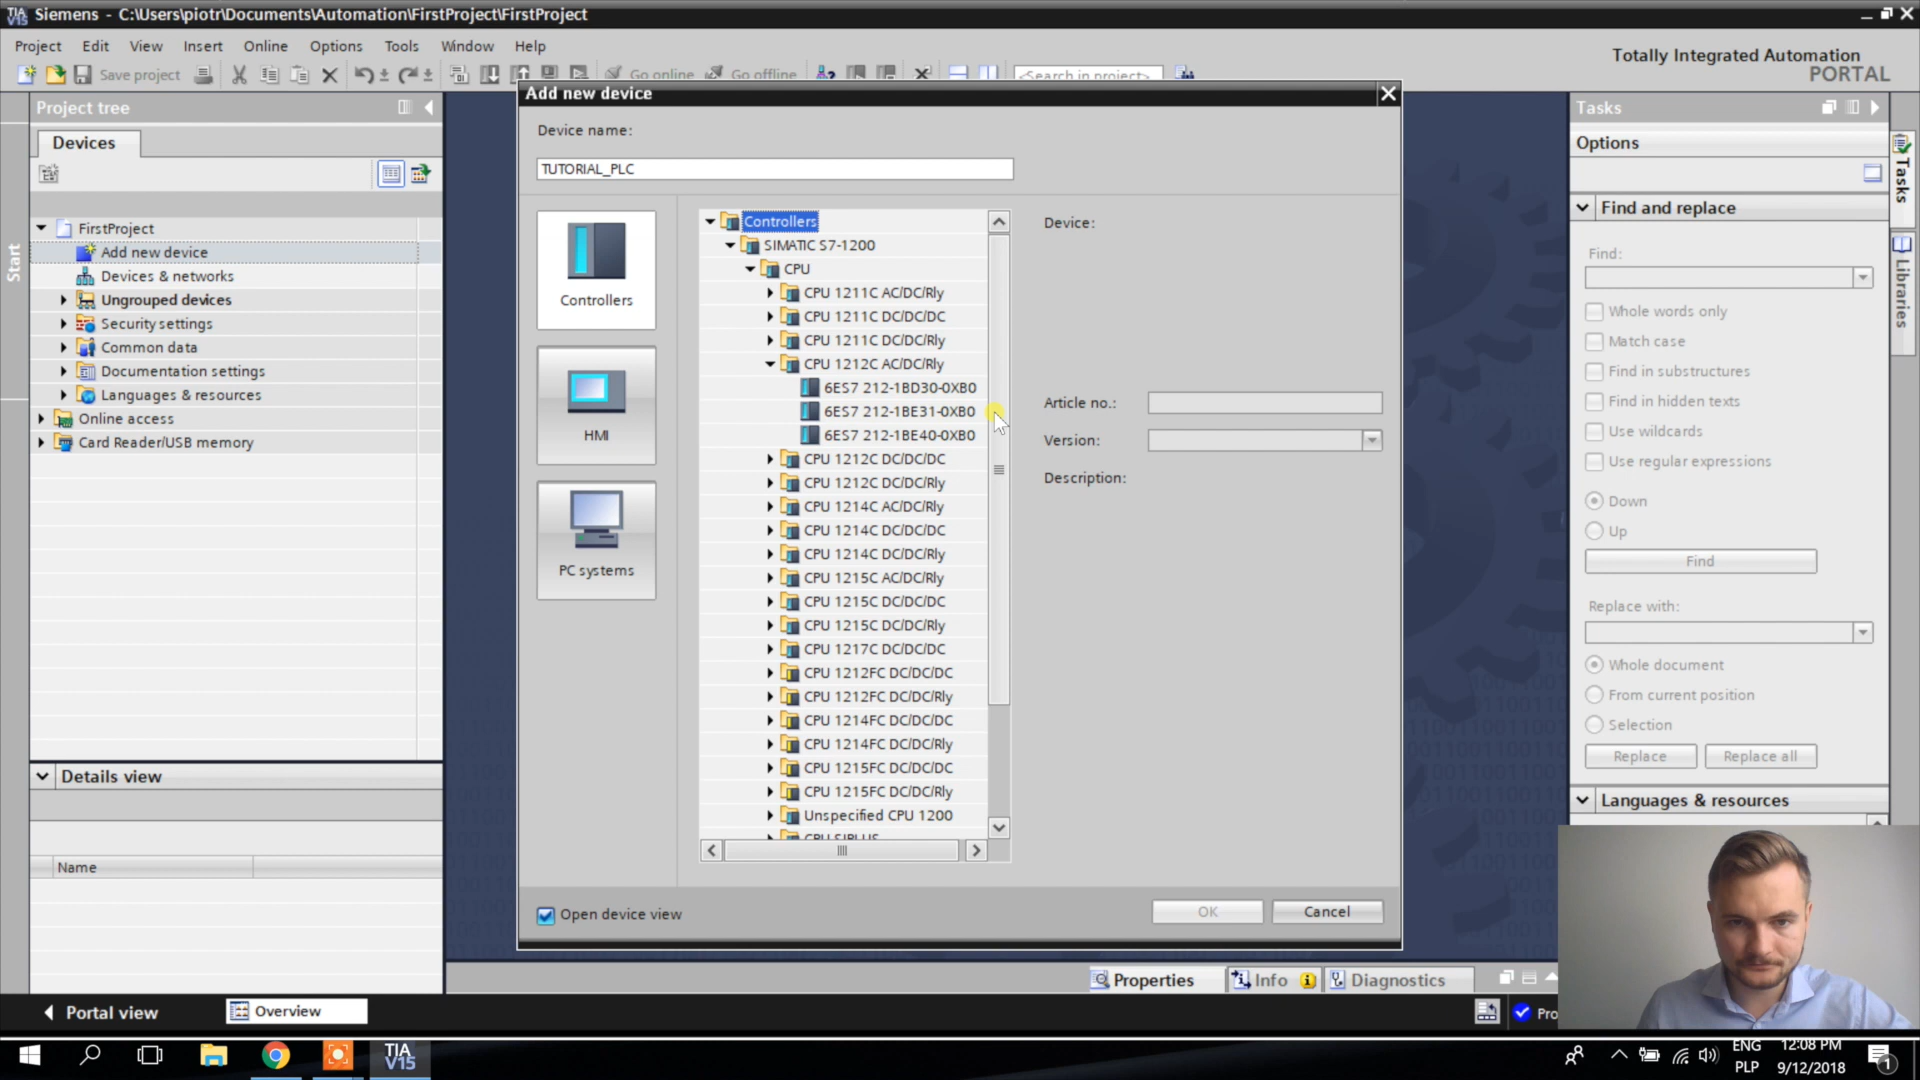 TIA V15 Siemens - C:\Users\piotr\Documents\Automation\FirstProject\FirstProject
Project Edit View Insert Online Options Tools Window Help
Totally Integrated Automation
PORTAL
Save project
Go online
Go offline
<Search in project>
Project tree
Devices
Start
FirstProject
Add new device
Devices & networks
Ungrouped devices
Security settings
Common data
Documentation settings
Languages & resources
Online access
Card Reader/USB memory
Details view
Name
Add new device
Device name:
TUTORIAL_PLC
Controllers
HMI
PC systems
Controllers
SIMATIC S7-1200
CPU
CPU 1211C AC/DC/Rly
CPU 1211C DC/DC/DC
CPU 1211C DC/DC/Rly
CPU 1212C AC/DC/Rly
6ES7 212-1BD30-0XB0
6ES7 212-1BE31-0XB0
6ES7 212-1BE40-0XB0
CPU 1212C DC/DC/DC
CPU 1212C DC/DC/Rly
CPU 1214C AC/DC/Rly
CPU 1214C DC/DC/DC
CPU 1214C DC/DC/Rly
CPU 1215C AC/DC/Rly
CPU 1215C DC/DC/DC
CPU 1215C DC/DC/Rly
CPU 1217C DC/DC/DC
CPU 1212FC DC/DC/DC
CPU 1212FC DC/DC/Rly
CPU 1214FC DC/DC/DC
CPU 1214FC DC/DC/Rly
CPU 1215FC DC/DC/DC
CPU 1215FC DC/DC/Rly
Unspecified CPU 1200
CPU SIPLUS
Device:
Article no.:
Version:
Description:
Open device view
OK
Cancel
Tasks
Options
Find and replace
Find:
Whole words only
Match case
Find in substructures
Find in hidden texts
Use wildcards
Use regular expressions
Down
Up
Find
Replace with:
Whole document
From current position
Selection
Replace
Replace all
Languages & resources
Tasks
Libraries
Properties
Info
Diagnostics
Portal view
Overview
Pro
TIA
V15
ENG
PLP
12:08 PM
9/12/2018
1